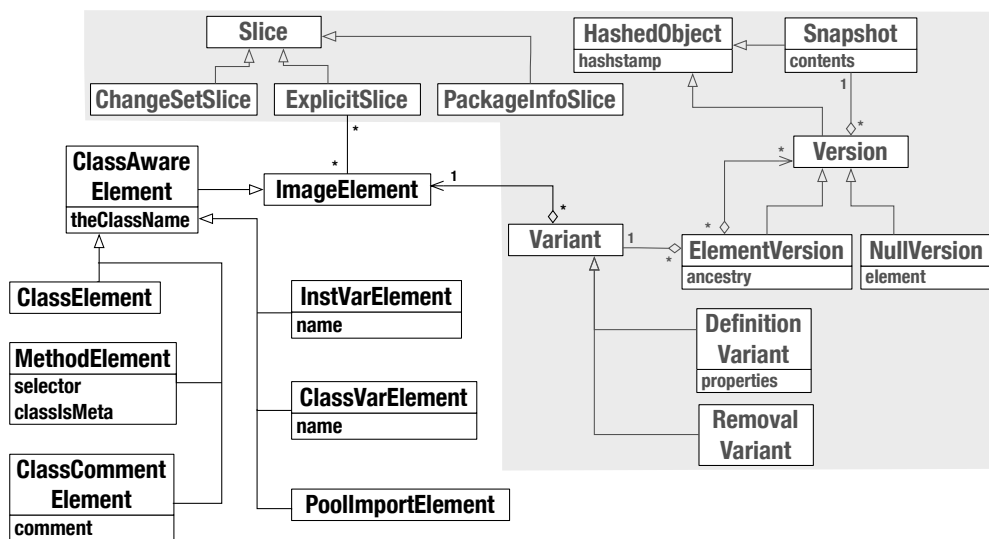 Slice
HashedObject
hashstamp
Snapshot
contents
ChangeSetSlice
ExplicitSlice
PackageInfoSlice
1
*
*
*
*
Version
ClassAware
Element
theClassName
ImageElement
1
*
*
Variant
1
*
ElementVersion
ancestry
NullVersion
element
ClassElement
InstVarElement
name
Definition
Variant
properties
MethodElement
selector
classIsMeta
ClassVarElement
name
Removal
Variant
ClassComment
Element
comment
PoolImportElement